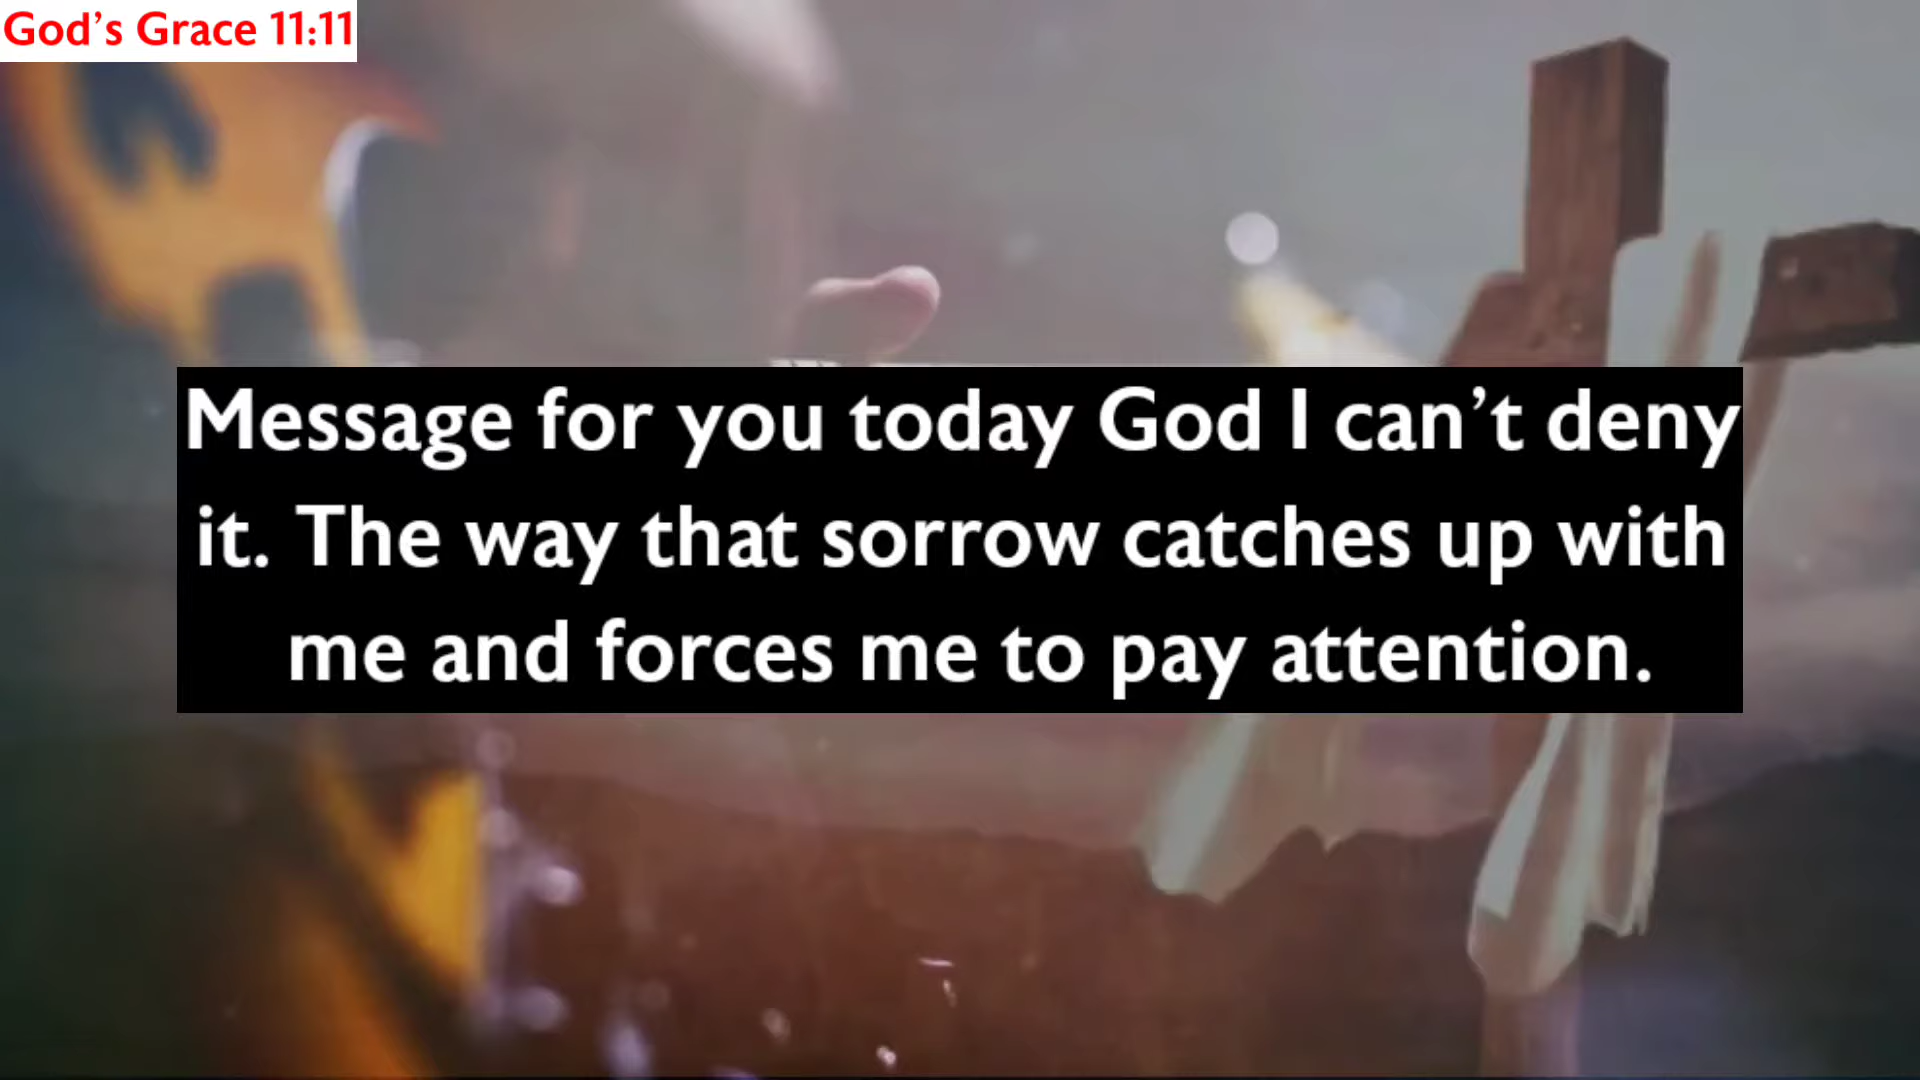 God’s Grace 11:11
Message for you today God I can’t deny
it. The way that sorrow catches up with
me and forces me to pay attention.